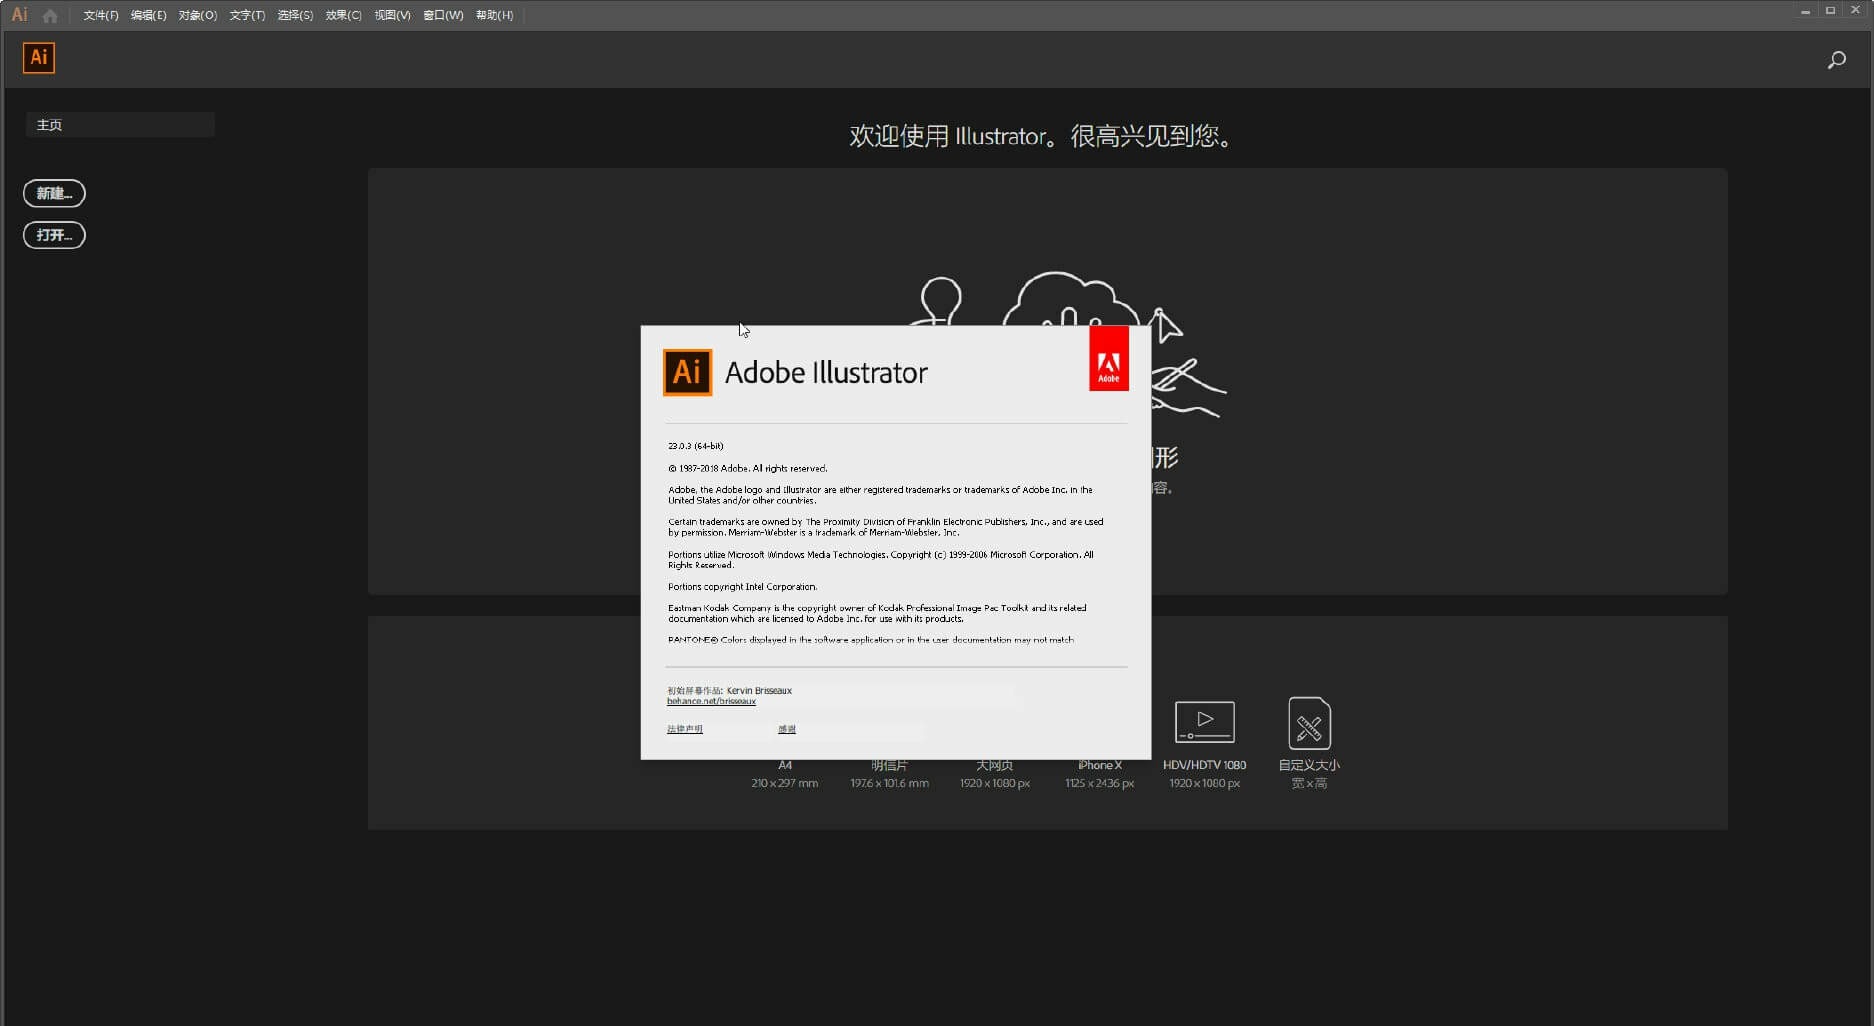 Ai 文件(F) 编辑(E) 对象(O) 文字(T) 选择(S) 效果(C) 视图(V) 窗口(W) 帮助(H)
Ai
主页
欢迎使用 Illustrator。很高兴见到您。
新建...
打开...
Ai Adobe Illustrator
Adobe
形
容。
23.0.3 (64-bit)
© 1987-2018 Adobe. All rights reserved.
Adobe, the Adobe logo and Illustrator are either registered trademarks or trademarks of Adobe Inc. in the
United States and/or other countries.
Certain trademarks are owned by The Proximity Division of Franklin Electronic Publishers, Inc., and are used
by permission. Merriam-Webster is a trademark of Merriam-Webster, Inc.
Portions utilize Microsoft Windows Media Technologies. Copyright (c) 1999-2006 Microsoft Corporation. All
Rights Reserved.
Portions copyright Intel Corporation.
Eastman Kodak Company is the copyright owner of Kodak Professional Image Pac Toolkit and its related
documentation which are licensed to Adobe Inc. for use with its products.
PANTONE® Colors displayed in the software application or in the user documentation may not match
初始屏幕作品: Kervin Brisseaux
behance.net/brisseaux
法律声明 感谢
A4 明信片 大网页 iPhone X HDV/HDTV 1080 自定义大小
210 x 297 mm 197.6 x 101.6 mm 1920 x 1080 px 1125 x 2436 px 1920 x 1080 px 宽 x 高